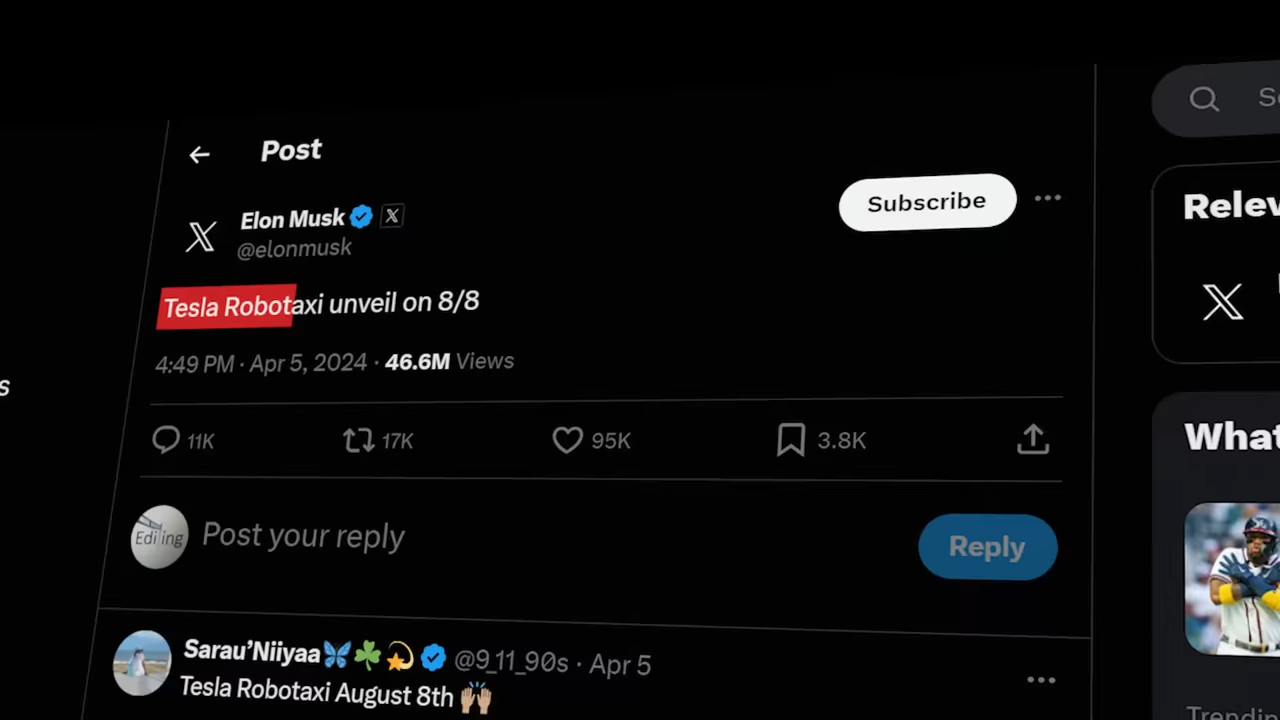 Post
Elon Musk
@elonmusk
Subscribe
Tesla Robotaxi unveil on 8/8
4:49 PM · Apr 5, 2024 · 46.6M Views
11K 17K 95K 3.8K
Editing
Post your reply
Reply
Sarau’Niiyaa🦋☘️💫 @9_11_90s · Apr 5
Tesla Robotaxi August 8th 🙌🏼
s
Relev
What
Trendin